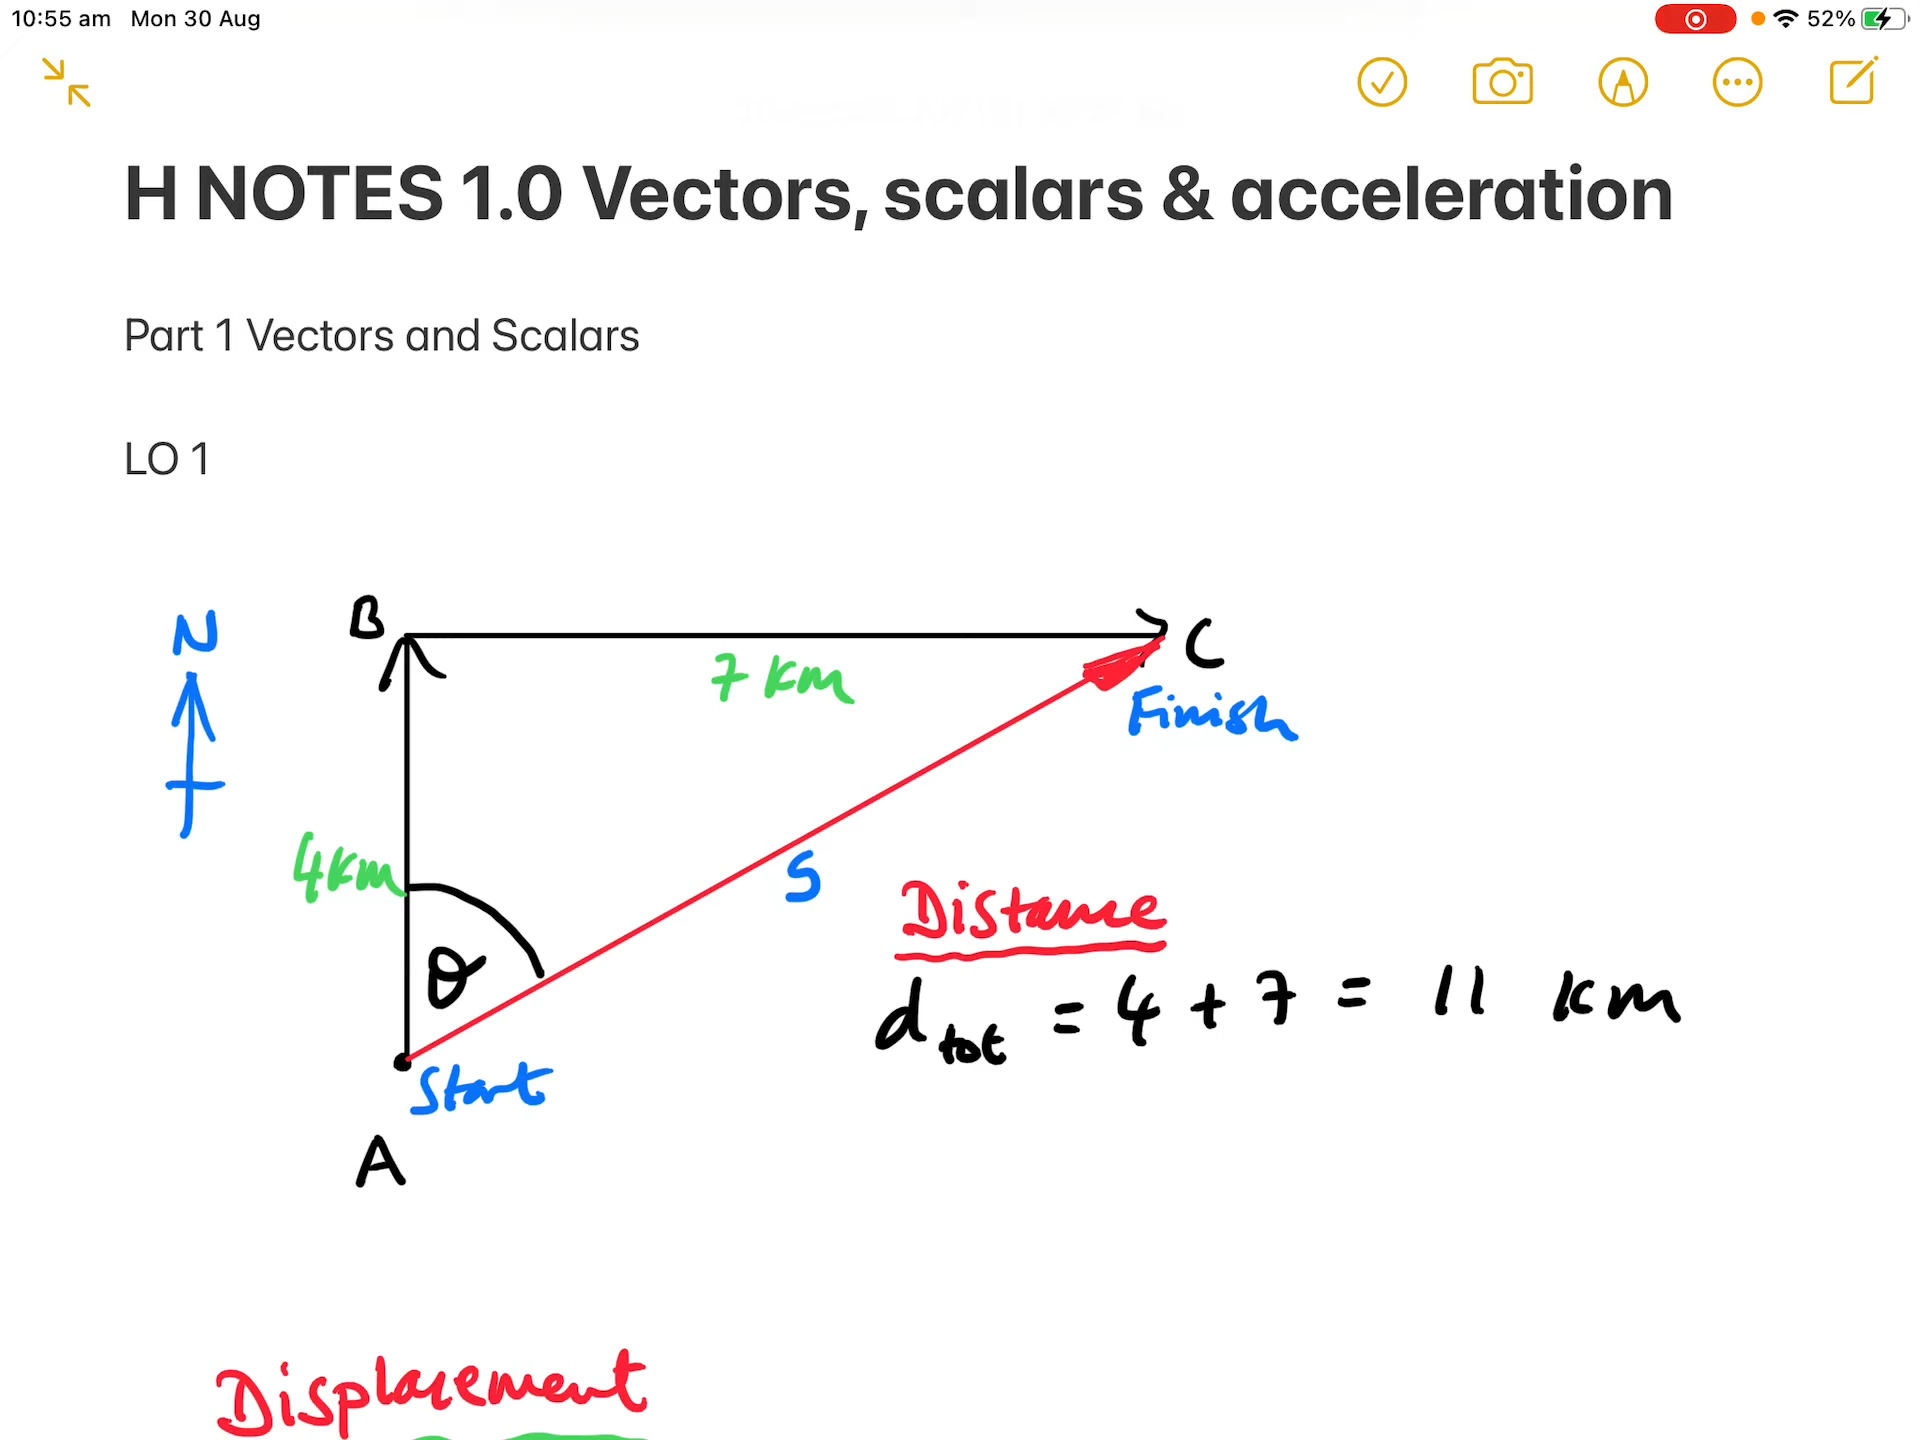 10:55 am Mon 30 Aug 52%
H NOTES 1.0 Vectors, scalars & acceleration
Part 1 Vectors and Scalars
LO 1
N
B
C
7 km
Finish
4km
S
θ
Distance
d tot = 4 + 7 = 11 km
Start
A
Displacement